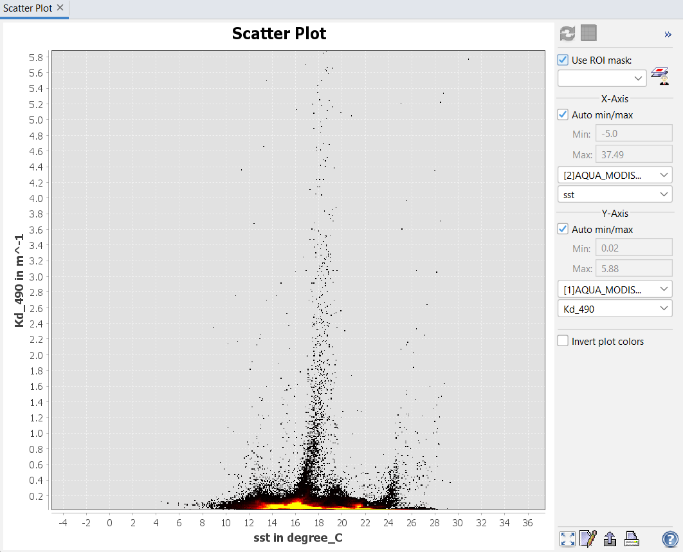 Scatter Plot
Scatter Plot
»
Use ROI mask:
X-Axis
Auto min/max
Min: -5.0
Max: 37.49
[2]AQUA_MODIS...
sst
Y-Axis
Auto min/max
Min: 0.02
Max: 5.88
[1]AQUA_MODIS...
Kd_490
Invert plot colors
Kd_490 in m^-1
5.8
5.6
5.4
5.2
5.0
4.8
4.6
4.4
4.2
4.0
3.8
3.6
3.4
3.2
3.0
2.8
2.6
2.4
2.2
2.0
1.8
1.6
1.4
1.2
1.0
0.8
0.6
0.4
0.2
-4 -2 0 2 4 6 8 10 12 14 16 18 20 22 24 26 28 30 32 34 36
sst in degree_C
?